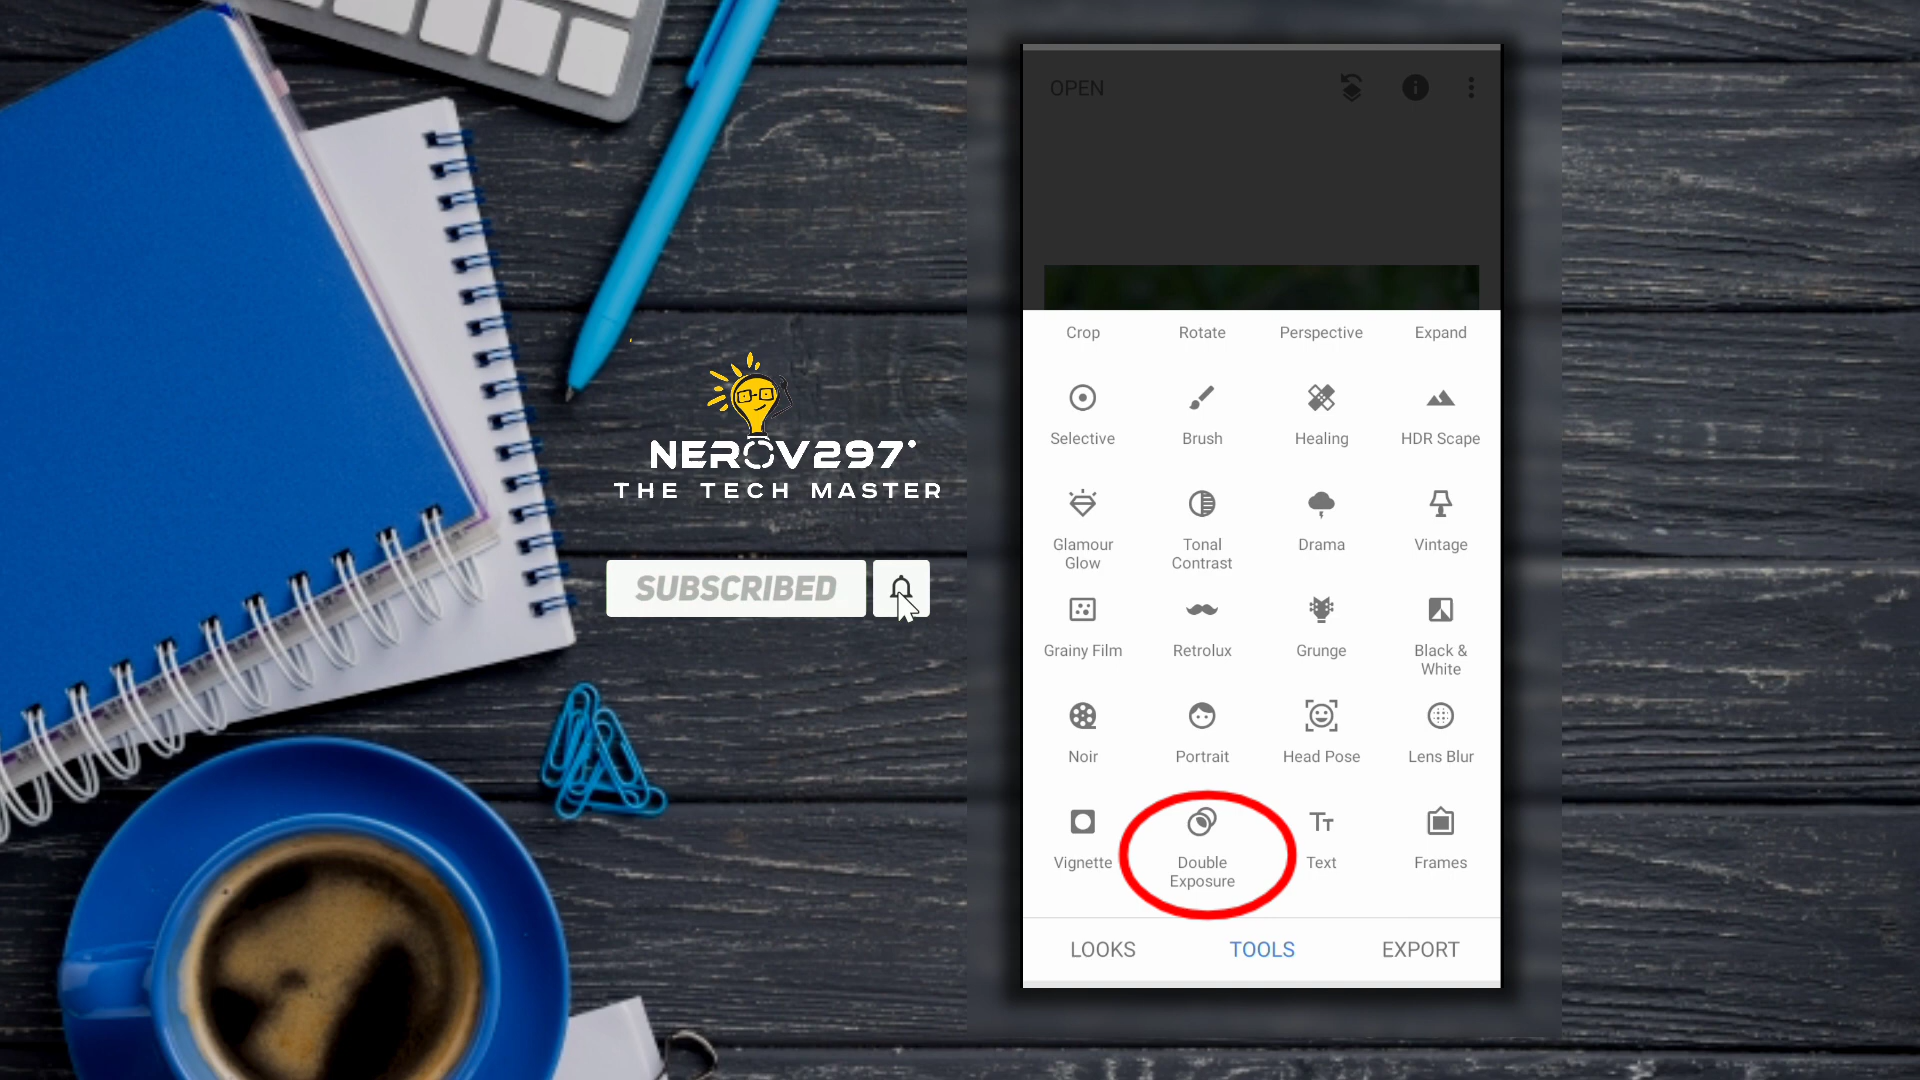 NEROV297
THE TECH MASTER
SUBSCRIBED
OPEN
Crop Rotate Perspective Expand
Selective Brush Healing HDR Scape
Glamour Glow Tonal Contrast Drama Vintage
Grainy Film Retrolux Grunge Black & White
Noir Portrait Head Pose Lens Blur
Vignette Double Exposure Text Frames
LOOKS TOOLS EXPORT